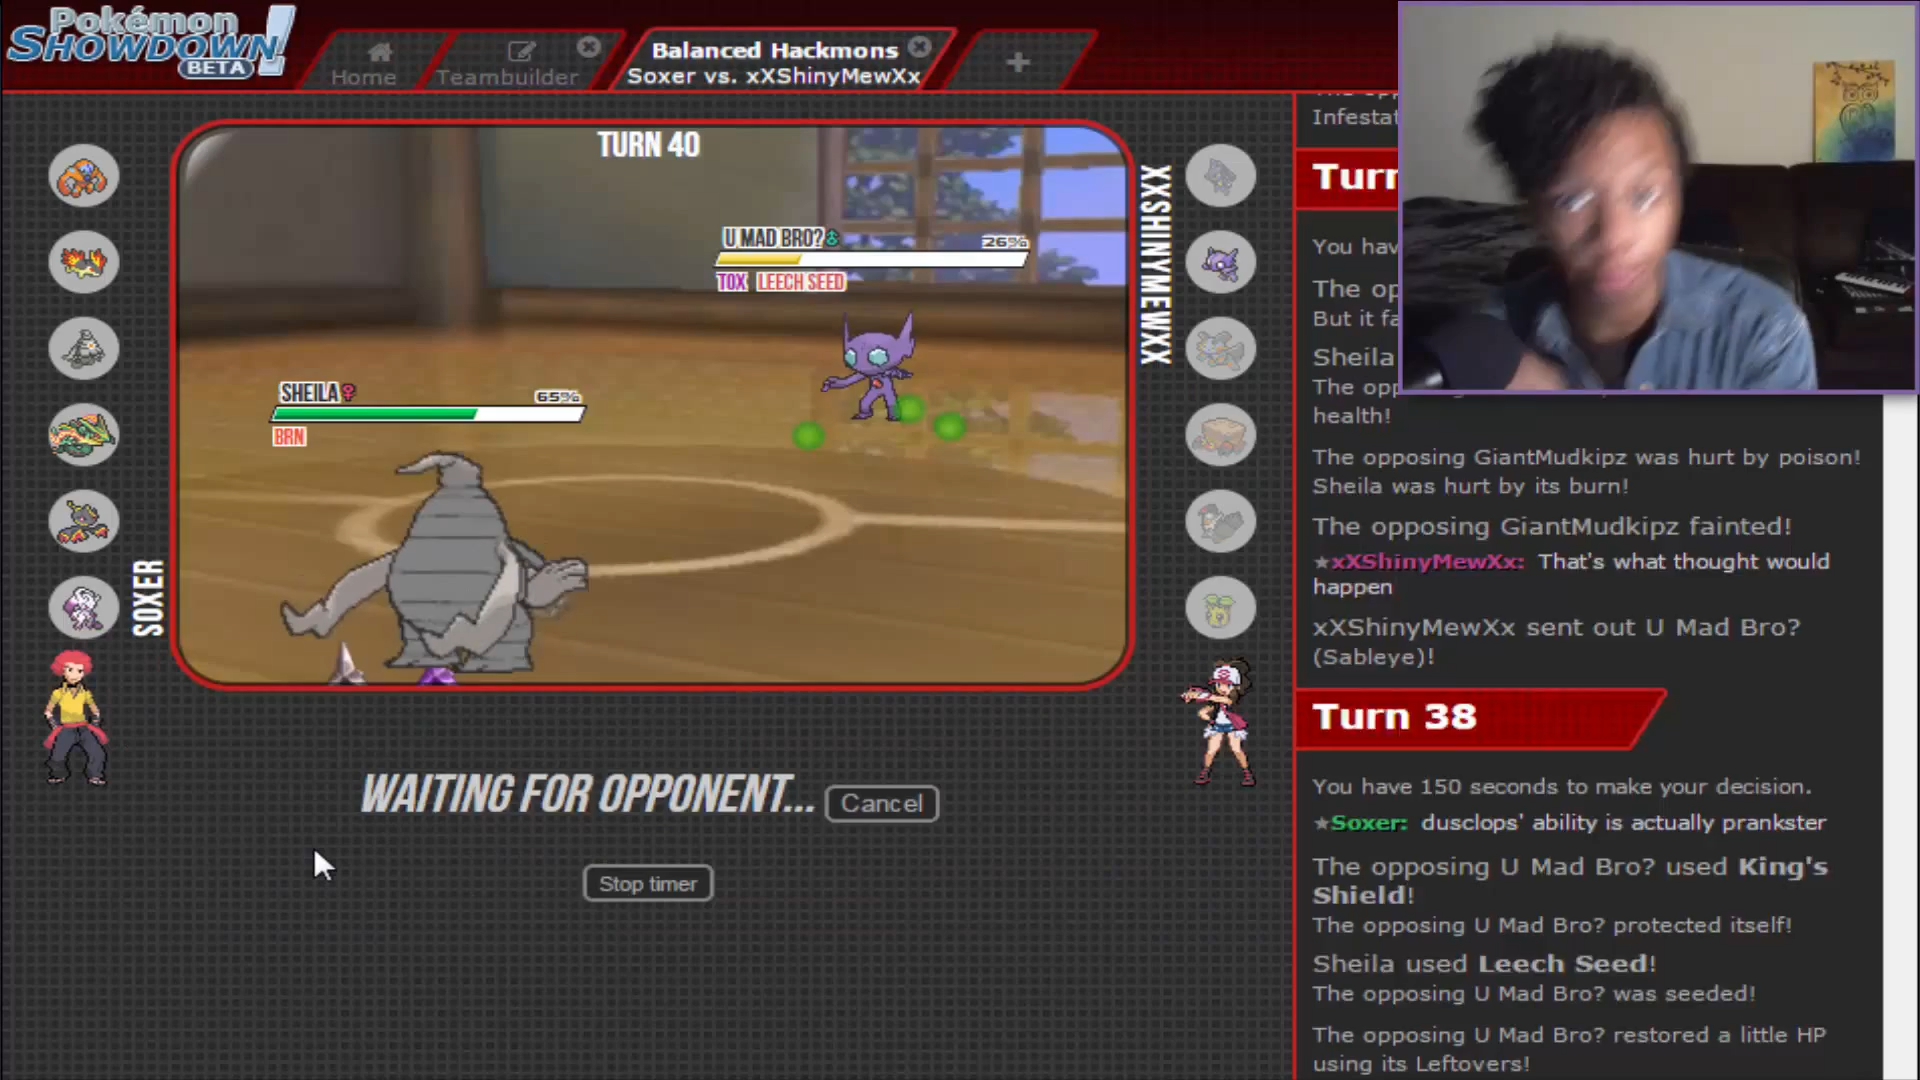 Pokémon
SHOWDOWN!
BETA
Home
Teambuilder
Balanced Hackmons
Soxer vs. xXShinyMewXx
TURN 40
U MAD BRO?♂
26%
TOX LEECH SEED
SHEILA♀
65%
BRN
SOXER
XXSHINYMEWXX
WAITING FOR OPPONENT...
Cancel
Stop timer
Infestat
Turn
You hav
The op
But it fa
Sheila
The opp
health!
The opposing GiantMudkipz was hurt by poison!
Sheila was hurt by its burn!
The opposing GiantMudkipz fainted!
★xXShinyMewXx: That's what thought would
happen
xXShinyMewXx sent out U Mad Bro?
(Sableye)!
Turn 38
You have 150 seconds to make your decision.
★Soxer: dusclops' ability is actually prankster
The opposing U Mad Bro? used King's
Shield!
The opposing U Mad Bro? protected itself!
Sheila used Leech Seed!
The opposing U Mad Bro? was seeded!
The opposing U Mad Bro? restored a little HP
using its Leftovers!